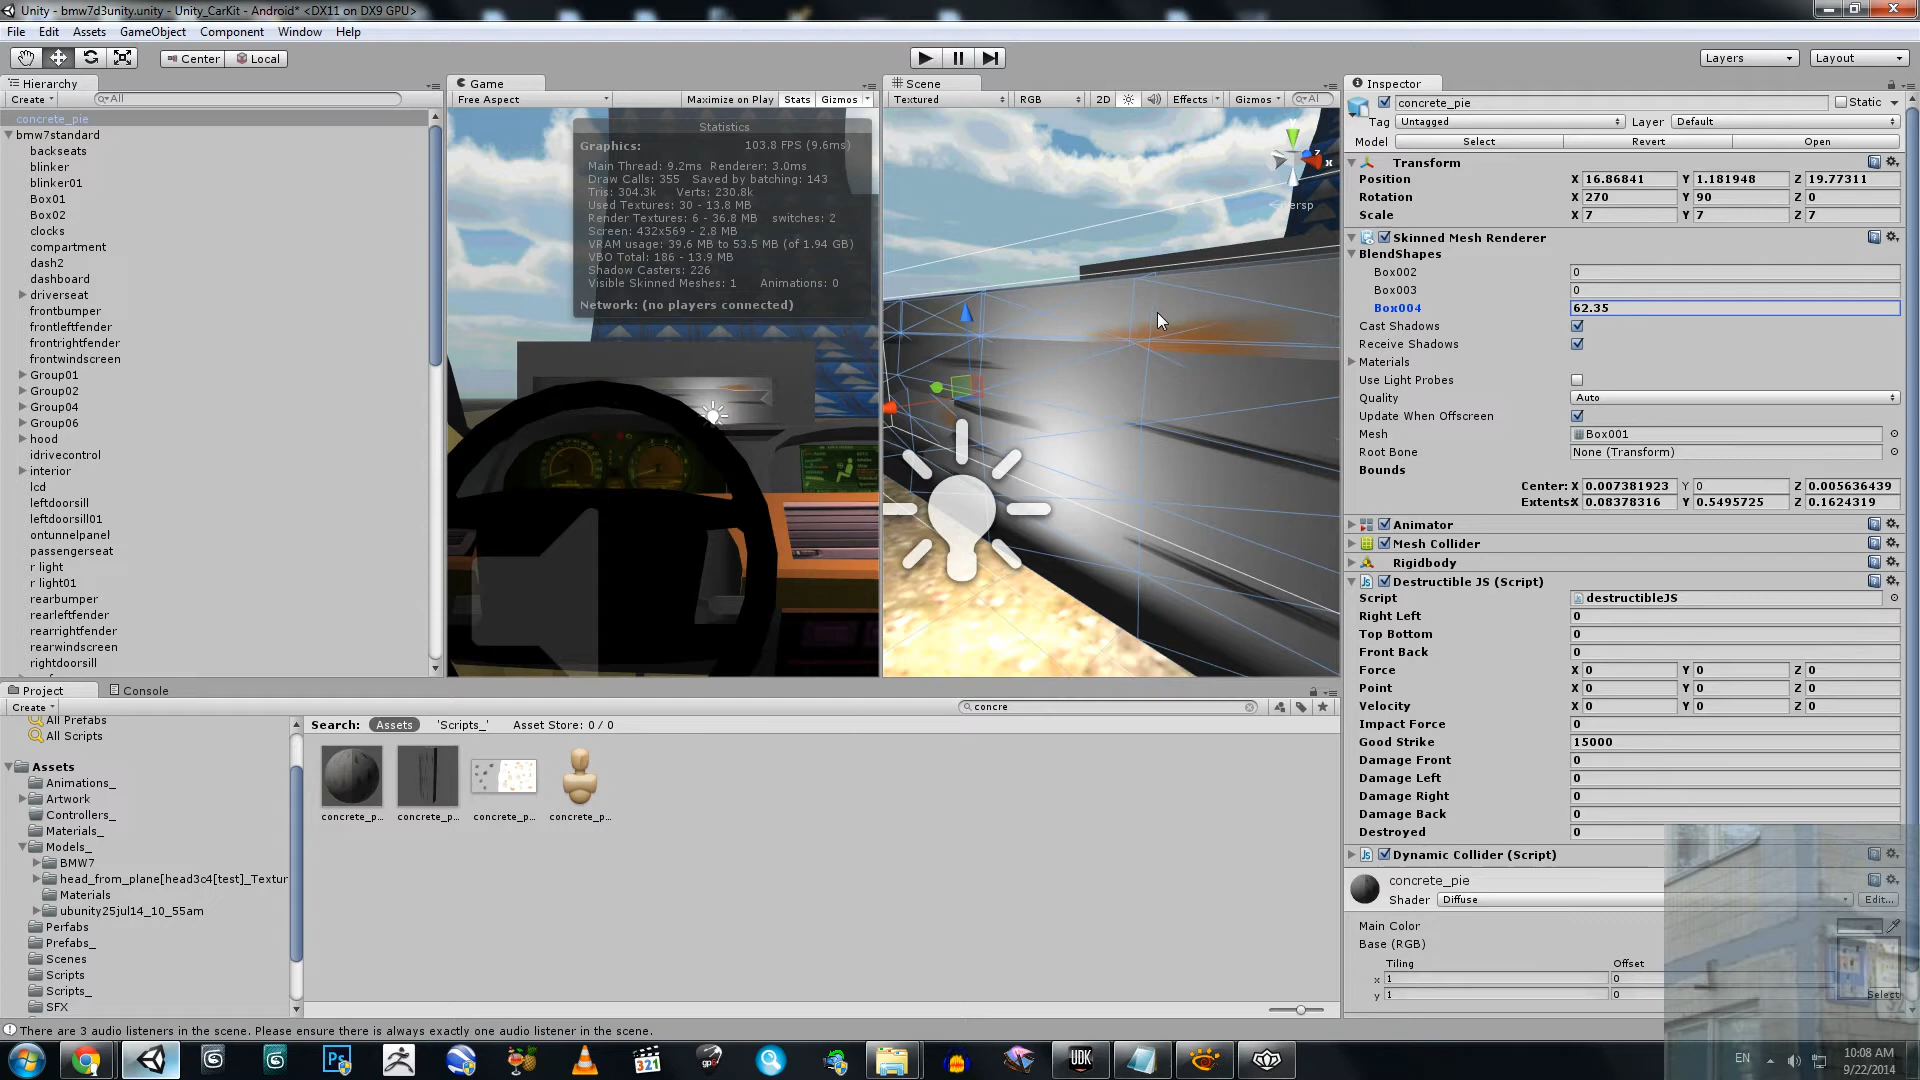 Unity - bmw7d3unity.unity - Unity_CarKit - Android* <DX11 on DX9 GPU>
File Edit Assets GameObject Component Window Help
Center Local
Layers Layout
Hierarchy
Create All
concrete_pie
bmw7standard
backseats
blinker
blinker01
Box01
Box02
clocks
compartment
dash2
dashboard
driverseat
frontbumper
frontleftfender
frontrightfender
frontwindscreen
Group01
Group02
Group04
Group06
hood
idrivecontrol
interior
lcd
leftdoorsill
leftdoorsill01
ontunnelpanel
passengerseat
r light
r light01
rearbumper
rearleftfender
rearrightfender
rearwindscreen
rightdoorsill
Game
Free Aspect Maximize on Play Stats Gizmos
Statistics
Graphics: 103.8 FPS (9.6ms)
Main Thread: 9.2ms Renderer: 3.0ms
Draw Calls: 355 Saved by batching: 143
Tris: 304.3k Verts: 230.8k
Used Textures: 30 - 13.8 MB
Render Textures: 6 - 36.8 MB switches: 2
Screen: 432x569 - 2.8 MB
VRAM usage: 39.6 MB to 53.5 MB (of 1.94 GB)
VBO Total: 186 - 13.9 MB
Shadow Casters: 226
Visible Skinned Meshes: 1 Animations: 0
Network: (no players connected)
Scene
Textured RGB 2D Effects Gizmos All
y
z
x
Persp
Inspector
concrete_pie Static
Tag Untagged Layer Default
Model Select Revert Open
Transform
Position X 16.86841 Y 1.181948 Z 19.77311
Rotation X 270 Y 90 Z 0
Scale X 7 Y 7 Z 7
Skinned Mesh Renderer
BlendShapes
Box002 0
Box003 0
Box004 62.35
Cast Shadows
Receive Shadows
Materials
Use Light Probes
Quality Auto
Update When Offscreen
Mesh Box001
Root Bone None (Transform)
Bounds
Center: X 0.007381923 Y 0 Z 0.005636439
Extents: X 0.08378316 Y 0.5495725 Z 0.1624319
Animator
Mesh Collider
Rigidbody
Destructible JS (Script)
Script destructibleJS
Right Left 0
Top Bottom 0
Front Back 0
Force X 0 Y 0 Z 0
Point X 0 Y 0 Z 0
Velocity X 0 Y 0 Z 0
Impact Force 0
Good Strike 15000
Damage Front 0
Damage Left 0
Damage Right 0
Damage Back 0
Destroyed 0
Dynamic Collider (Script)
concrete_pie
Shader Diffuse Edit...
Main Color
Base (RGB)
Tiling Offset
x 1 0
y 1 0
Select
Project Console
Create concre
All Prefabs
All Scripts
Assets
Animations_
Artwork
Controllers_
Materials_
Models_
BMW7
head_from_plane[head3c4[test]_Textur
Materials
ubunity25jul14_10_55am
Perfabs
Prefabs_
Scenes
Scripts
Scripts_
SFX
Search: Assets 'Scripts_' Asset Store: 0 / 0
concrete_p... concrete_p... concrete_p... concrete_p...
There are 3 audio listeners in the scene. Please ensure there is always exactly one audio listener in the scene.
Ps
321
gp6
UDK
EN
10:08 AM
9/22/2014